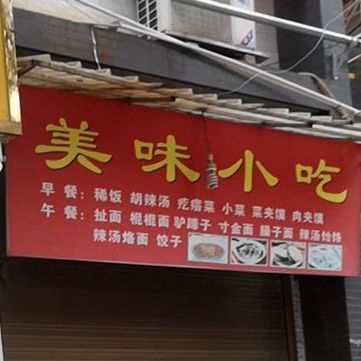 美味小吃
早餐：稀饭 胡辣汤 疙瘩菜 小菜 菜夹馍 肉夹馍
午餐：扯面 棍棍面 驴蹄子 寸金面 臊子面 辣汤饸饹
辣汤烙面 饺子